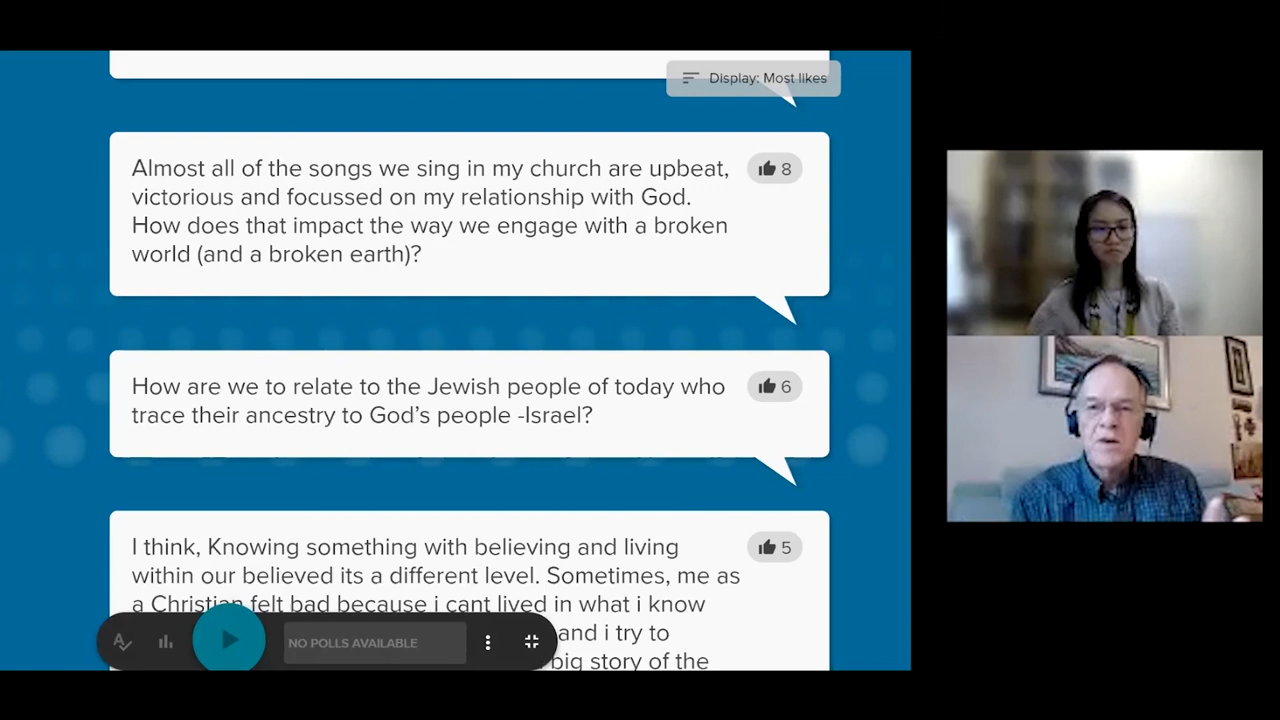 Display: Most likes
Almost all of the songs we sing in my church are upbeat,
victorious and focussed on my relationship with God.
How does that impact the way we engage with a broken
world (and a broken earth)?
8
How are we to relate to the Jewish people of today who
trace their ancestry to God's people -Israel?
6
I think, Knowing something with believing and living
within our believed its a different level. Sometimes, me as
a Christian felt bad because i cant lived in what i know
and i try to
big story of the
5
NO POLLS AVAILABLE